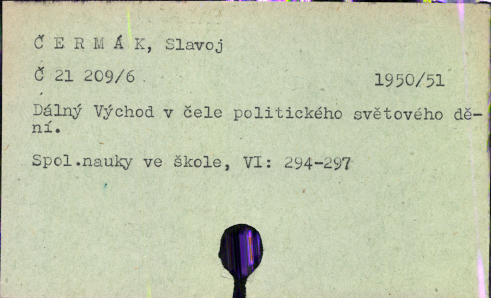 Č E R M Á K, Slavoj
Č 21 209/6 1950/51
Dálný Východ v čele politického světového dě-
ní.
Spol.nauky ve škole, VI: 294-297